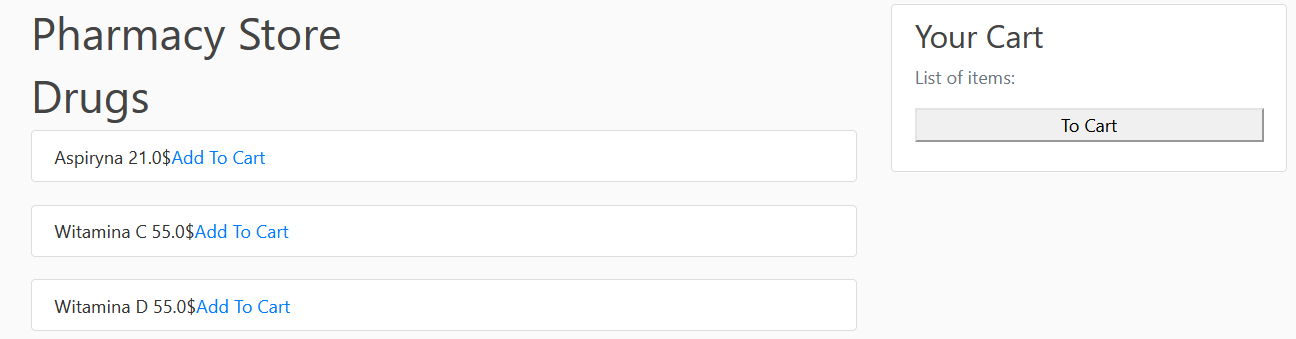 Pharmacy Store
Drugs
Aspiryna 21.0$Add To Cart
Witamina C 55.0$Add To Cart
Witamina D 55.0$Add To Cart
Your Cart
List of items:
To Cart